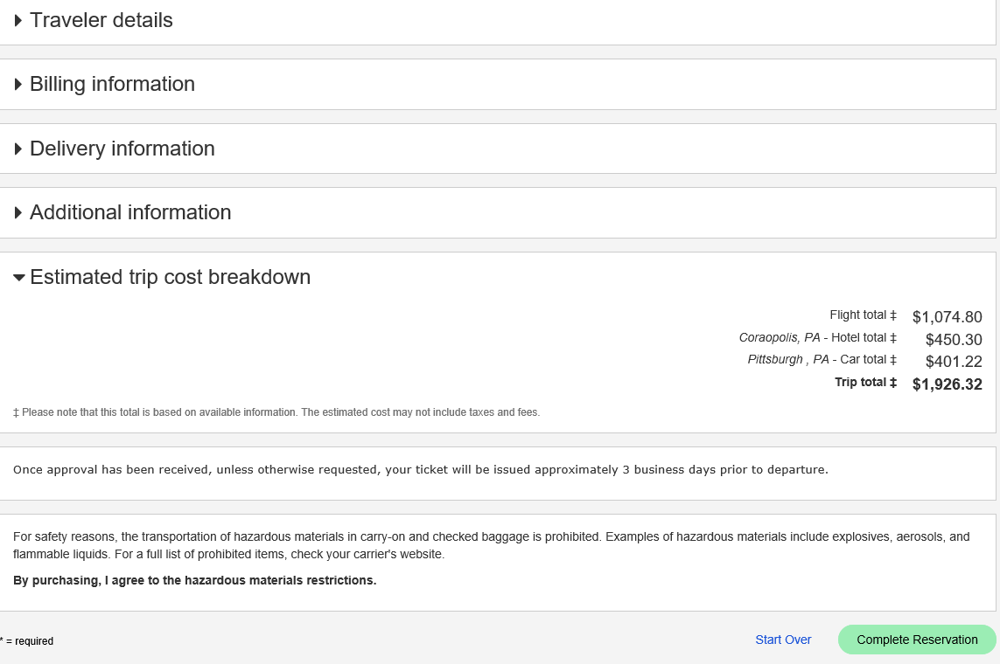 Traveler details
Billing information
Delivery information
Additional information
Estimated trip cost breakdown
Flight total ‡ $1,074.80
Coraopolis, PA - Hotel total ‡ $450.30
Pittsburgh , PA - Car total ‡ $401.22
Trip total ‡ $1,926.32
‡ Please note that this total is based on available information. The estimated cost may not include taxes and fees.
Once approval has been received, unless otherwise requested, your ticket will be issued approximately 3 business days prior to departure.
For safety reasons, the transportation of hazardous materials in carry-on and checked baggage is prohibited. Examples of hazardous materials include explosives, aerosols, and
flammable liquids. For a full list of prohibited items, check your carrier's website.
By purchasing, I agree to the hazardous materials restrictions.
* = required Start Over Complete Reservation